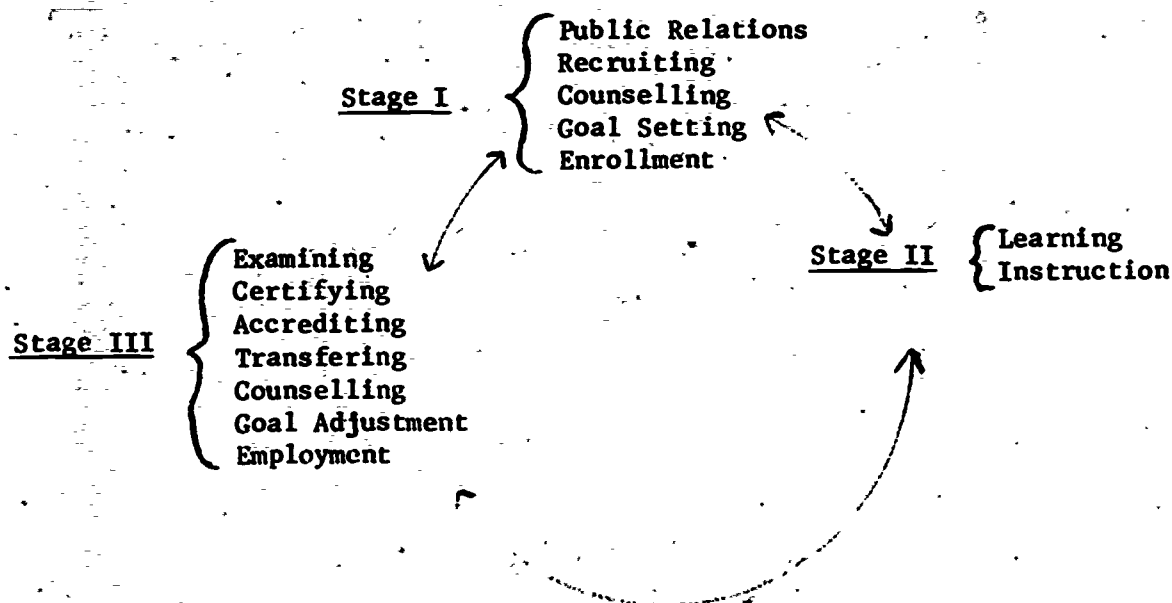 Stage I
Public Relations
Recruiting
Counselling
Goal Setting
Enrollment
Stage II
Learning
Instruction
Stage III
Examining
Certifying
Accrediting
Transfering
Counselling
Goal Adjustment
Employment